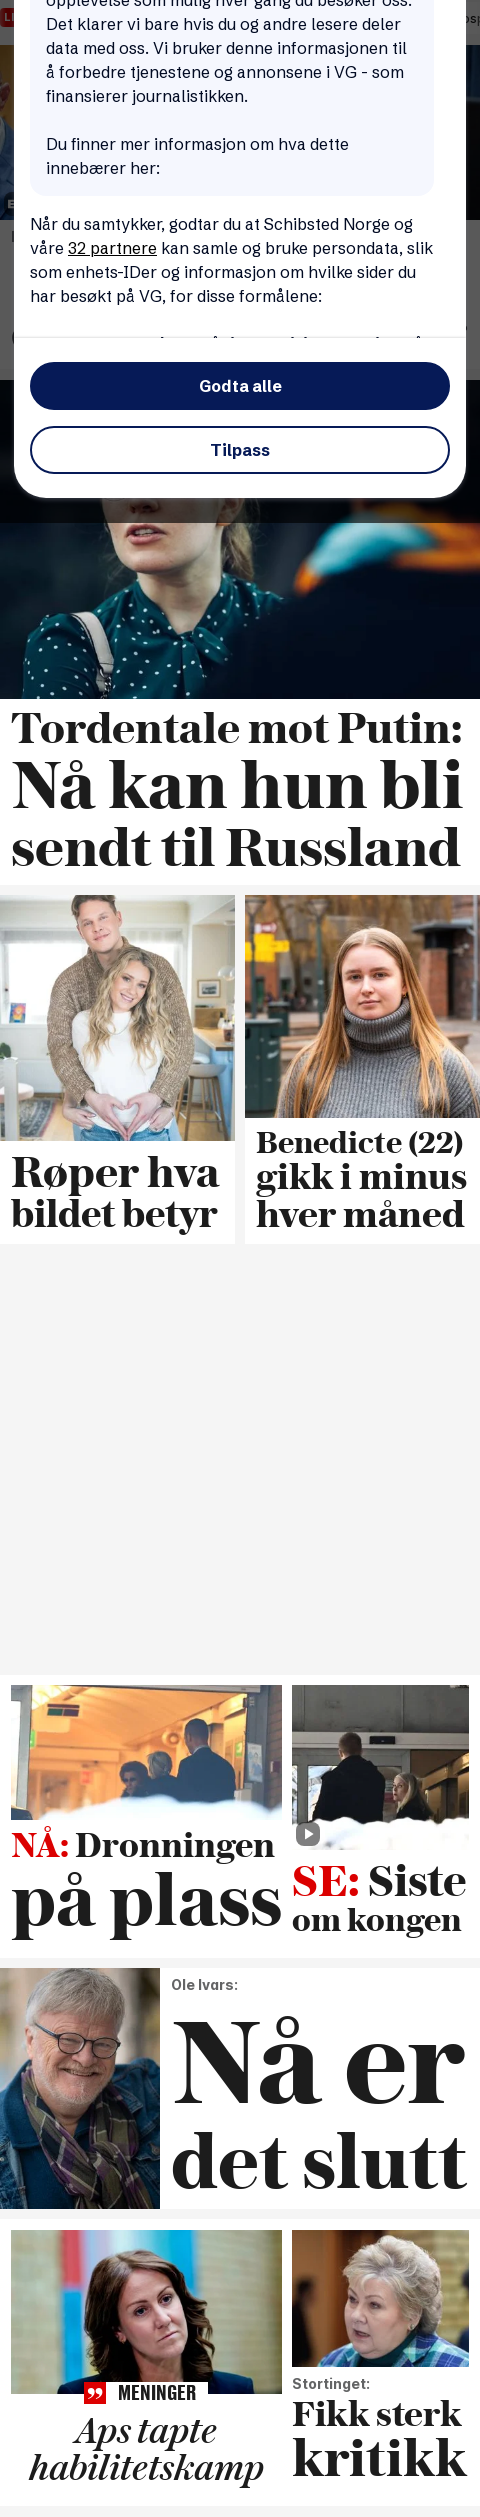 opplevelse som mulig hver gang du besøker oss.
Det klarer vi bare hvis du og andre lesere deler
data med oss. Vi bruker denne informasjonen til
å forbedre tjenestene og annonsene i VG - som
finansierer journalistikken.
Du finner mer informasjon om hva dette
innebærer her:
Når du samtykker, godtar du at Schibsted Norge og
våre 32 partnere kan samle og bruke persondata, slik
som enhets-IDer og informasjon om hvilke sider du
har besøkt på VG, for disse formålene:
Godta alle
Tilpass
Tordentale mot Putin:
Nå kan hun bli
sendt til Russland
Røper hva
bildet betyr
Benedicte (22)
gikk i minus
hver måned
NÅ: Dronningen
på plass
SE: Siste
om kongen
Ole Ivars:
Nå er
det slutt
MENINGER
Aps tapte
habilitetskamp
Stortinget:
Fikk sterk
kritikk